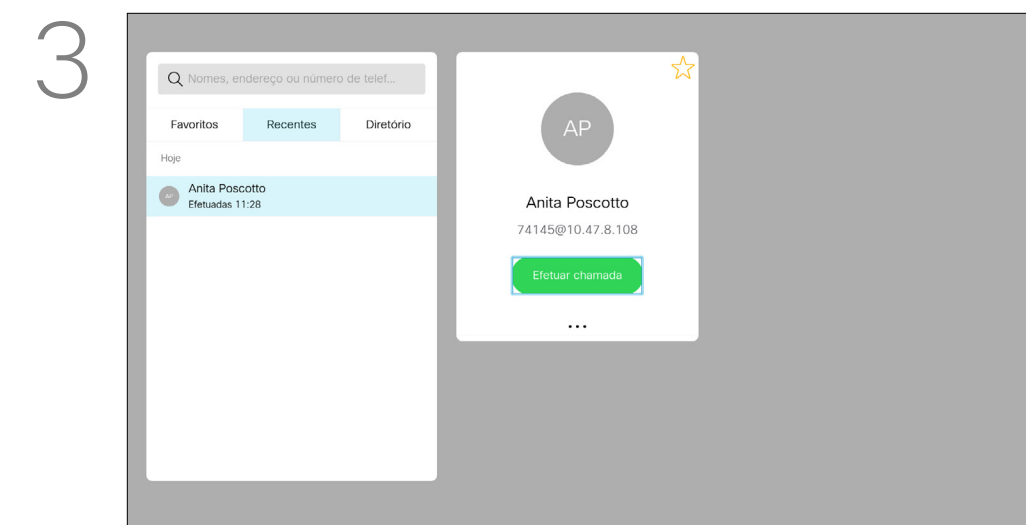 3
Nomes, endereço ou número de telef...
Favoritos Recentes Diretório
Hoje
AP Anita Poscotto
Efetuadas 11:28
AP
Anita Poscotto
74145@10.47.8.108
Efetuar chamada
...